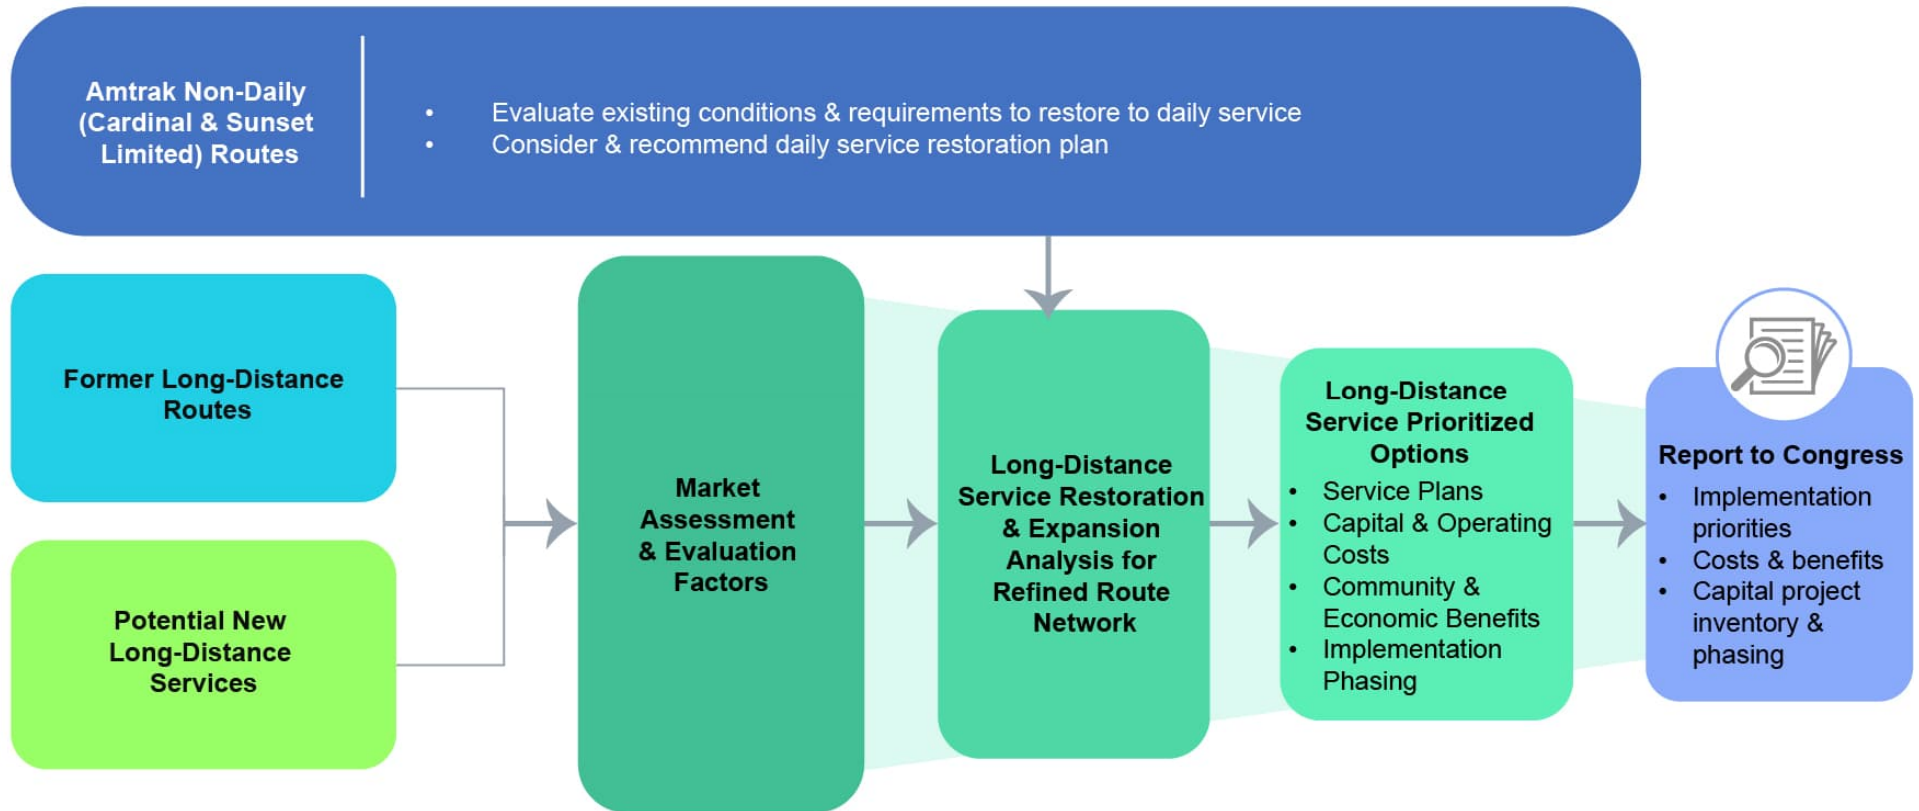 Amtrak Non-Daily
(Cardinal & Sunset
Limited) Routes
• Evaluate existing conditions & requirements to restore to daily service
• Consider & recommend daily service restoration plan
Former Long-Distance
Routes
Potential New
Long-Distance
Services
Market
Assessment
& Evaluation
Factors
Long-Distance
Service Restoration
& Expansion
Analysis for
Refined Route
Network
Long-Distance
Service Prioritized
Options
• Service Plans
• Capital & Operating
Costs
• Community &
Economic Benefits
• Implementation
Phasing
Report to Congress
• Implementation
priorities
• Costs & benefits
• Capital project
inventory &
phasing